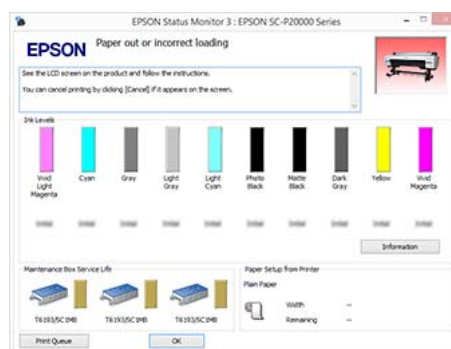 EPSON Status Monitor 3 : EPSON SC-P20000 Series
EPSON
Paper out or incorrect loading
See the LCD screen on the product and follow the instructions.
You can cancel printing by clicking [Cancel] if it appears on the screen.
Ink Levels
Vivid Light Magenta
Cyan
Gray
Light Gray
Light Cyan
Photo Black
Matte Black
Dark Gray
Yellow
Vivid Magenta
Information
Maintenance Box Service Life
T6193/SC1MB
T6193/SC1MB
T6193/SC1MB
Paper Setup from Printer
Plain Paper
Width --
Remaining --
Print Queue
OK